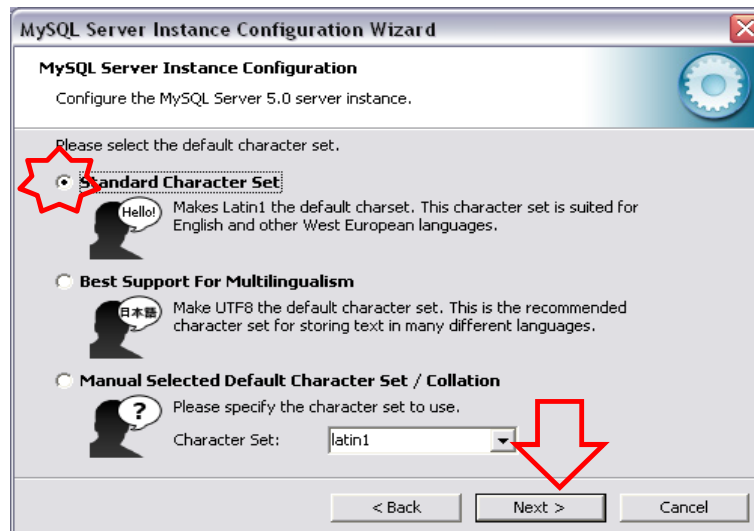 MySQL Server Instance Configuration Wizard
MySQL Server Instance Configuration
Configure the MySQL Server 5.0 server instance.
Please select the default character set.
Standard Character Set
Hello!
Makes Latin1 the default charset. This character set is suited for
English and other West European languages.
Best Support For Multilingualism
日本語
Make UTF8 the default character set. This is the recommended
character set for storing text in many different languages.
Manual Selected Default Character Set / Collation
?
Please specify the character set to use.
Character Set: latin1
< Back Next > Cancel